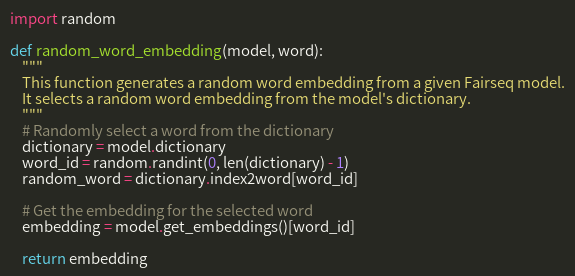 import random

def random_word_embedding(model, word):
    """
    This function generates a random word embedding from a given Fairseq model.
    It selects a random word embedding from the model's dictionary.
    """
    # Randomly select a word from the dictionary
    dictionary = model.dictionary
    word_id = random.randint(0, len(dictionary) - 1)
    random_word = dictionary.index2word[word_id]

    # Get the embedding for the selected word
    embedding = model.get_embeddings()[word_id]

    return embedding